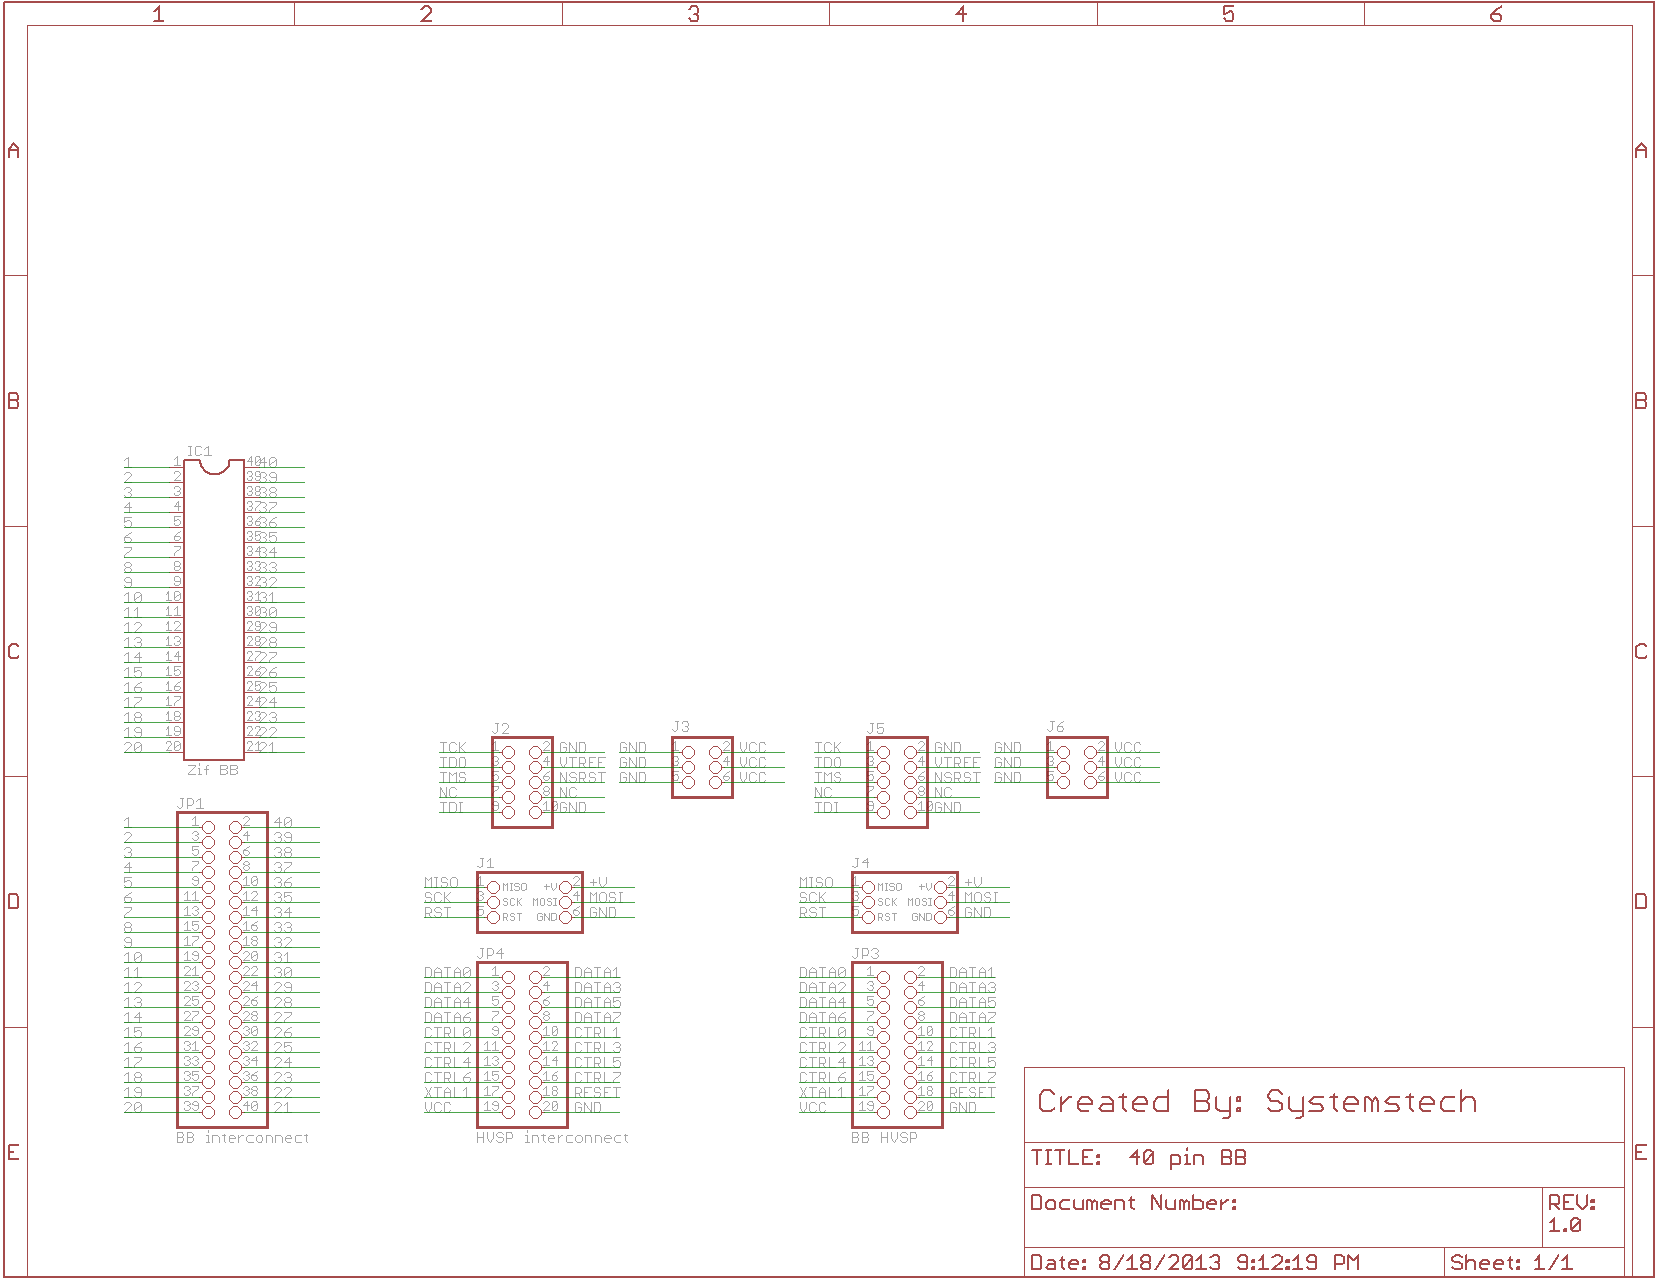 1 2 3 4 5 6
A A
B B
C C
D D
E E
IC1
1 1 40 40
2 2 39 39
3 3 38 38
4 4 37 37
5 5 36 36
6 6 35 35
7 7 34 34
8 8 33 33
9 9 32 32
10 10 31 31
11 11 30 30
12 12 29 29
13 13 28 28
14 14 27 27
15 15 26 26
16 16 25 25
17 17 24 24
18 18 23 23
19 19 22 22
20 20 21 21
Zif BB
JP1
1 1 2 40
2 3 4 39
3 5 6 38
4 7 8 37
5 9 10 36
6 11 12 35
7 13 14 34
8 15 16 33
9 17 18 32
10 19 20 31
11 21 22 30
12 23 24 29
13 25 26 28
14 27 28 27
15 29 30 26
16 31 32 25
17 33 34 24
18 35 36 23
19 37 38 22
20 39 40 21
BB interconnect
J2
TCK 1 2 GND
TDO 3 4 VTREF
TMS 5 6 NSRST
NC 7 8 NC
TDI 9 10 GND
J3
GND 1 2 VCC
GND 3 4 VCC
GND 5 6 VCC
J5
TCK 1 2 GND
TDO 3 4 VTREF
TMS 5 6 NSRST
NC 7 8 NC
TDI 9 10 GND
J6
GND 1 2 VCC
GND 3 4 VCC
GND 5 6 VCC
J1
MISO 1 MISO +V 2 +V
SCK 3 SCK MOSI 4 MOSI
RST 5 RST GND 6 GND
J4
MISO 1 MISO +V 2 +V
SCK 3 SCK MOSI 4 MOSI
RST 5 RST GND 6 GND
JP4
DATA0 1 2 DATA1
DATA2 3 4 DATA3
DATA4 5 6 DATA5
DATA6 7 8 DATA7
CTRL0 9 10 CTRL1
CTRL2 11 12 CTRL3
CTRL4 13 14 CTRL5
CTRL6 15 16 CTRL7
XTAL1 17 18 RESET
VCC 19 20 GND
HVSP interconnect
JP3
DATA0 1 2 DATA1
DATA2 3 4 DATA3
DATA4 5 6 DATA5
DATA6 7 8 DATA7
CTRL0 9 10 CTRL1
CTRL2 11 12 CTRL3
CTRL4 13 14 CTRL5
CTRL6 15 16 CTRL7
XTAL1 17 18 RESET
VCC 19 20 GND
BB HVSP
Created By: Systemstech
TITLE: 40 pin BB
Document Number:
REV:
1.0
Date: 8/18/2013 9:12:19 PM
Sheet: 1/1
1 2 3 4 5 6